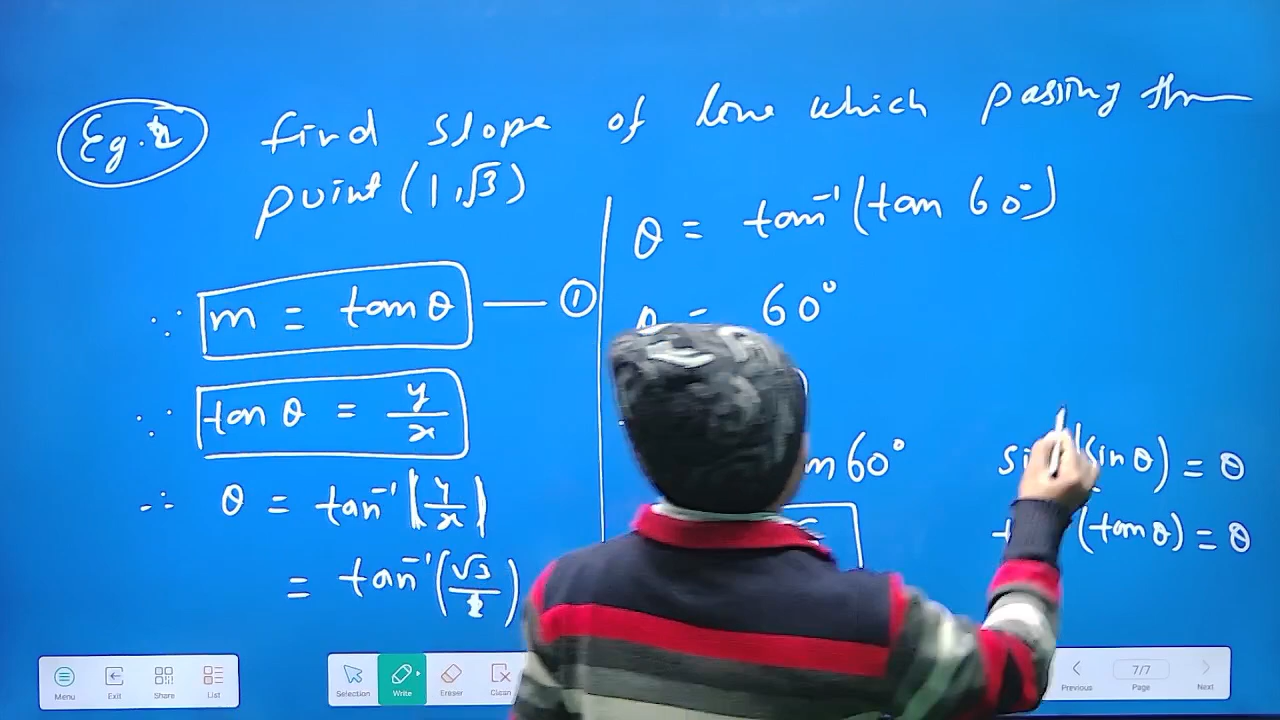 Eg. 2 find slope of line which passing thro
point (1, √3)
∵ m = tan θ — ①
∵ tan θ = y/x
∴ θ = tan⁻¹(y/x)
= tan⁻¹(√3/1)
θ = tan⁻¹(tan 60°)
θ = 60°
60°
(sin θ) = θ
(tan θ) = θ
Menu Exit Share List
Selection Write Eraser Clean
Previous 7/7 Page Next